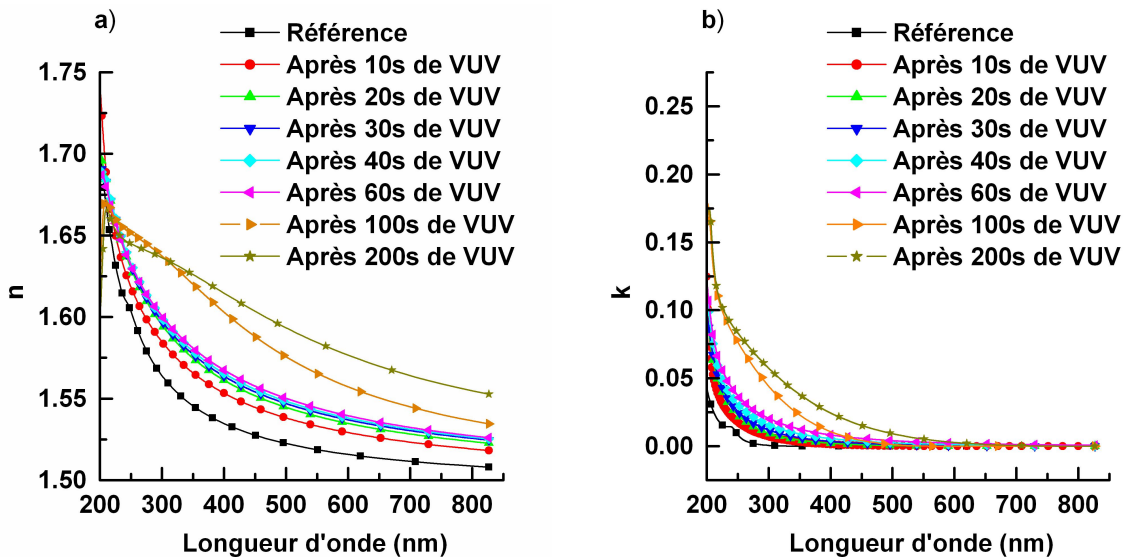 a)
Référence
Après 10s de VUV
Après 20s de VUV
Après 30s de VUV
Après 40s de VUV
Après 60s de VUV
Après 100s de VUV
Après 200s de VUV
1.75
1.70
1.65
1.60
1.55
1.50
n
200 300 400 500 600 700 800
Longueur d'onde (nm)
b)
Référence
Après 10s de VUV
Après 20s de VUV
Après 30s de VUV
Après 40s de VUV
Après 60s de VUV
Après 100s de VUV
Après 200s de VUV
0.25
0.20
0.15
0.10
0.05
0.00
k
200 300 400 500 600 700 800
Longueur d'onde (nm)